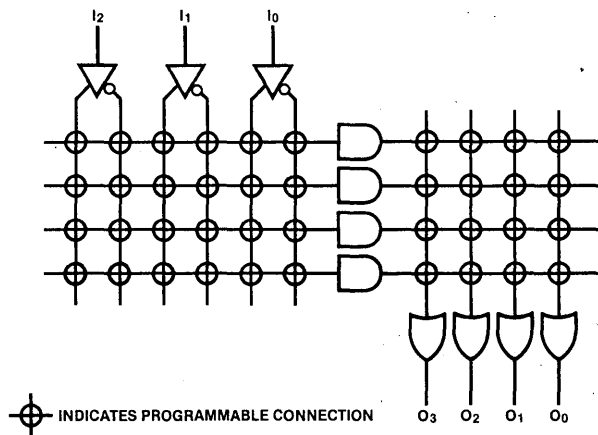 I2 I1 I0
INDICATES PROGRAMMABLE CONNECTION O3 O2 O1 O0